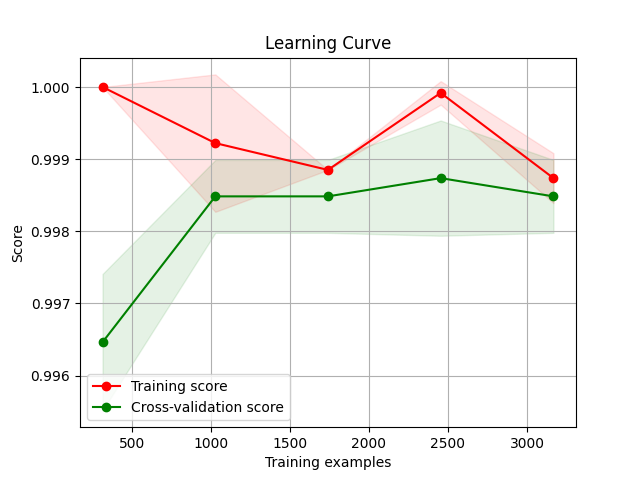 Learning Curve
1.000
0.999
0.998
0.997
0.996
Score
Training score
Cross-validation score
500 1000 1500 2000 2500 3000
Training examples